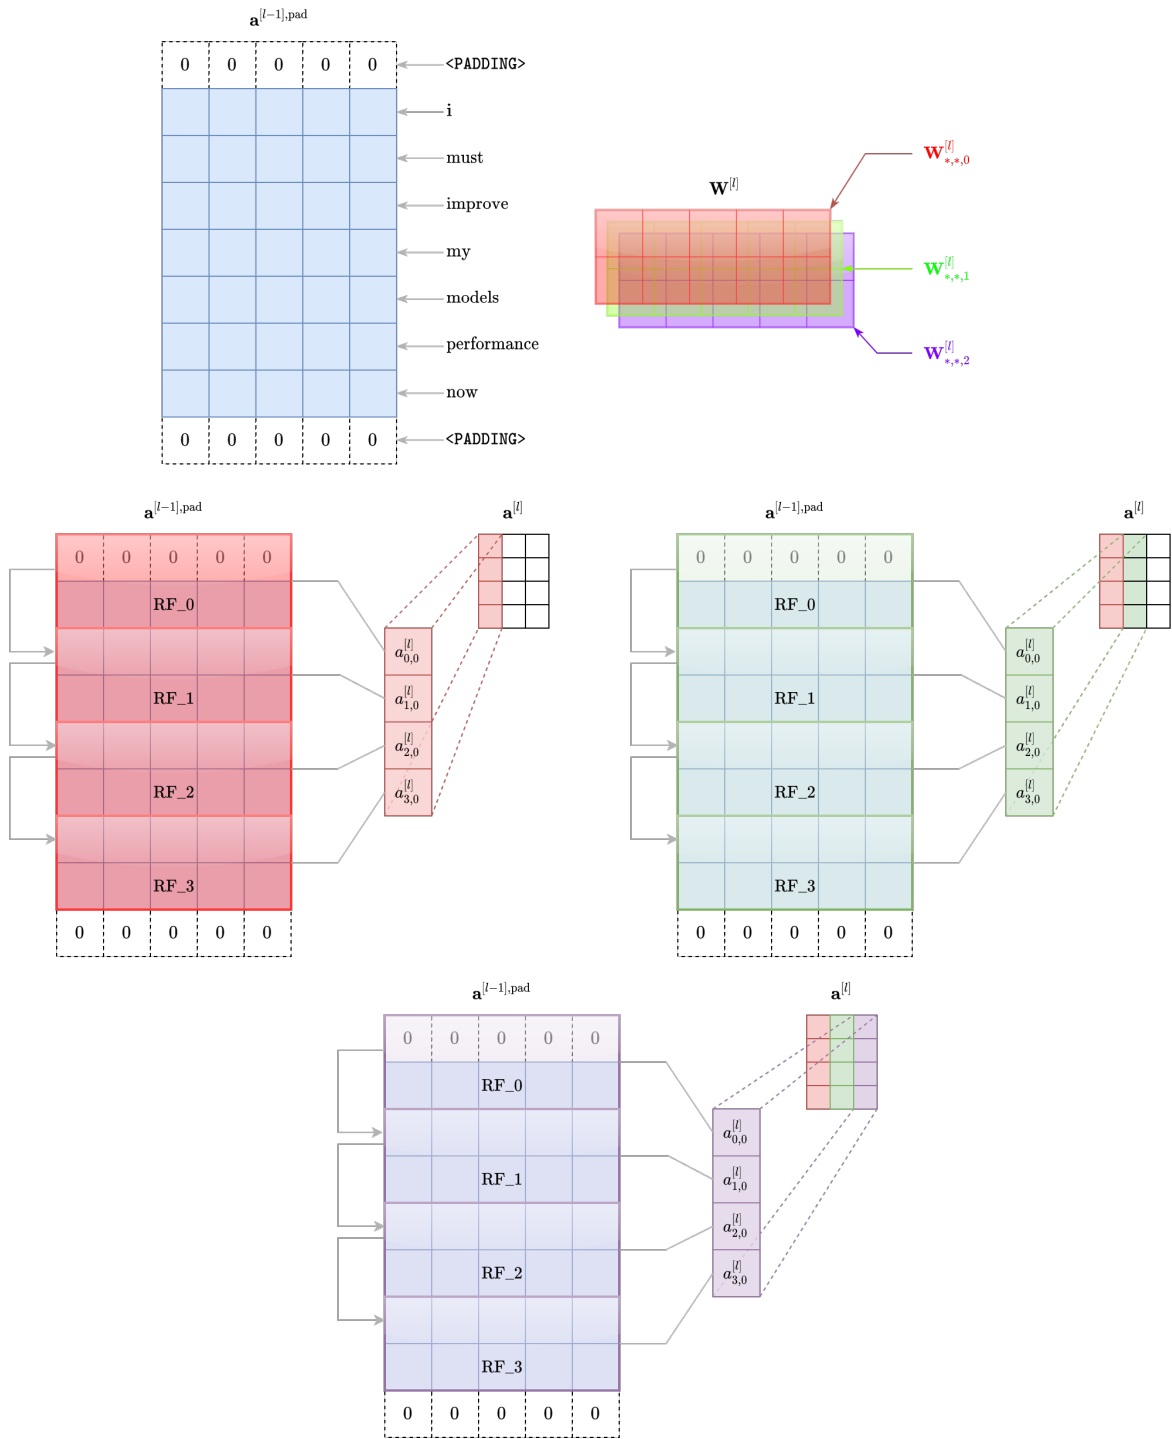 a^{[l−1],pad}
0 0 0 0 0 <PADDING>
i
must
improve
my
models
performance
now
0 0 0 0 0 <PADDING>
W^{[l]}
W^{[l]}_{*,*,0}
W^{[l]}_{*,*,1}
W^{[l]}_{*,*,2}
a^{[l−1],pad}
a^{[l]}
0 0 0 0 0
RF_0
RF_1
RF_2
RF_3
0 0 0 0 0
a^{[l]}_{0,0}
a^{[l]}_{1,0}
a^{[l]}_{2,0}
a^{[l]}_{3,0}
a^{[l−1],pad}
a^{[l]}
0 0 0 0 0
RF_0
RF_1
RF_2
RF_3
0 0 0 0 0
a^{[l]}_{0,0}
a^{[l]}_{1,0}
a^{[l]}_{2,0}
a^{[l]}_{3,0}
a^{[l−1],pad}
a^{[l]}
0 0 0 0 0
RF_0
RF_1
RF_2
RF_3
0 0 0 0 0
a^{[l]}_{0,0}
a^{[l]}_{1,0}
a^{[l]}_{2,0}
a^{[l]}_{3,0}